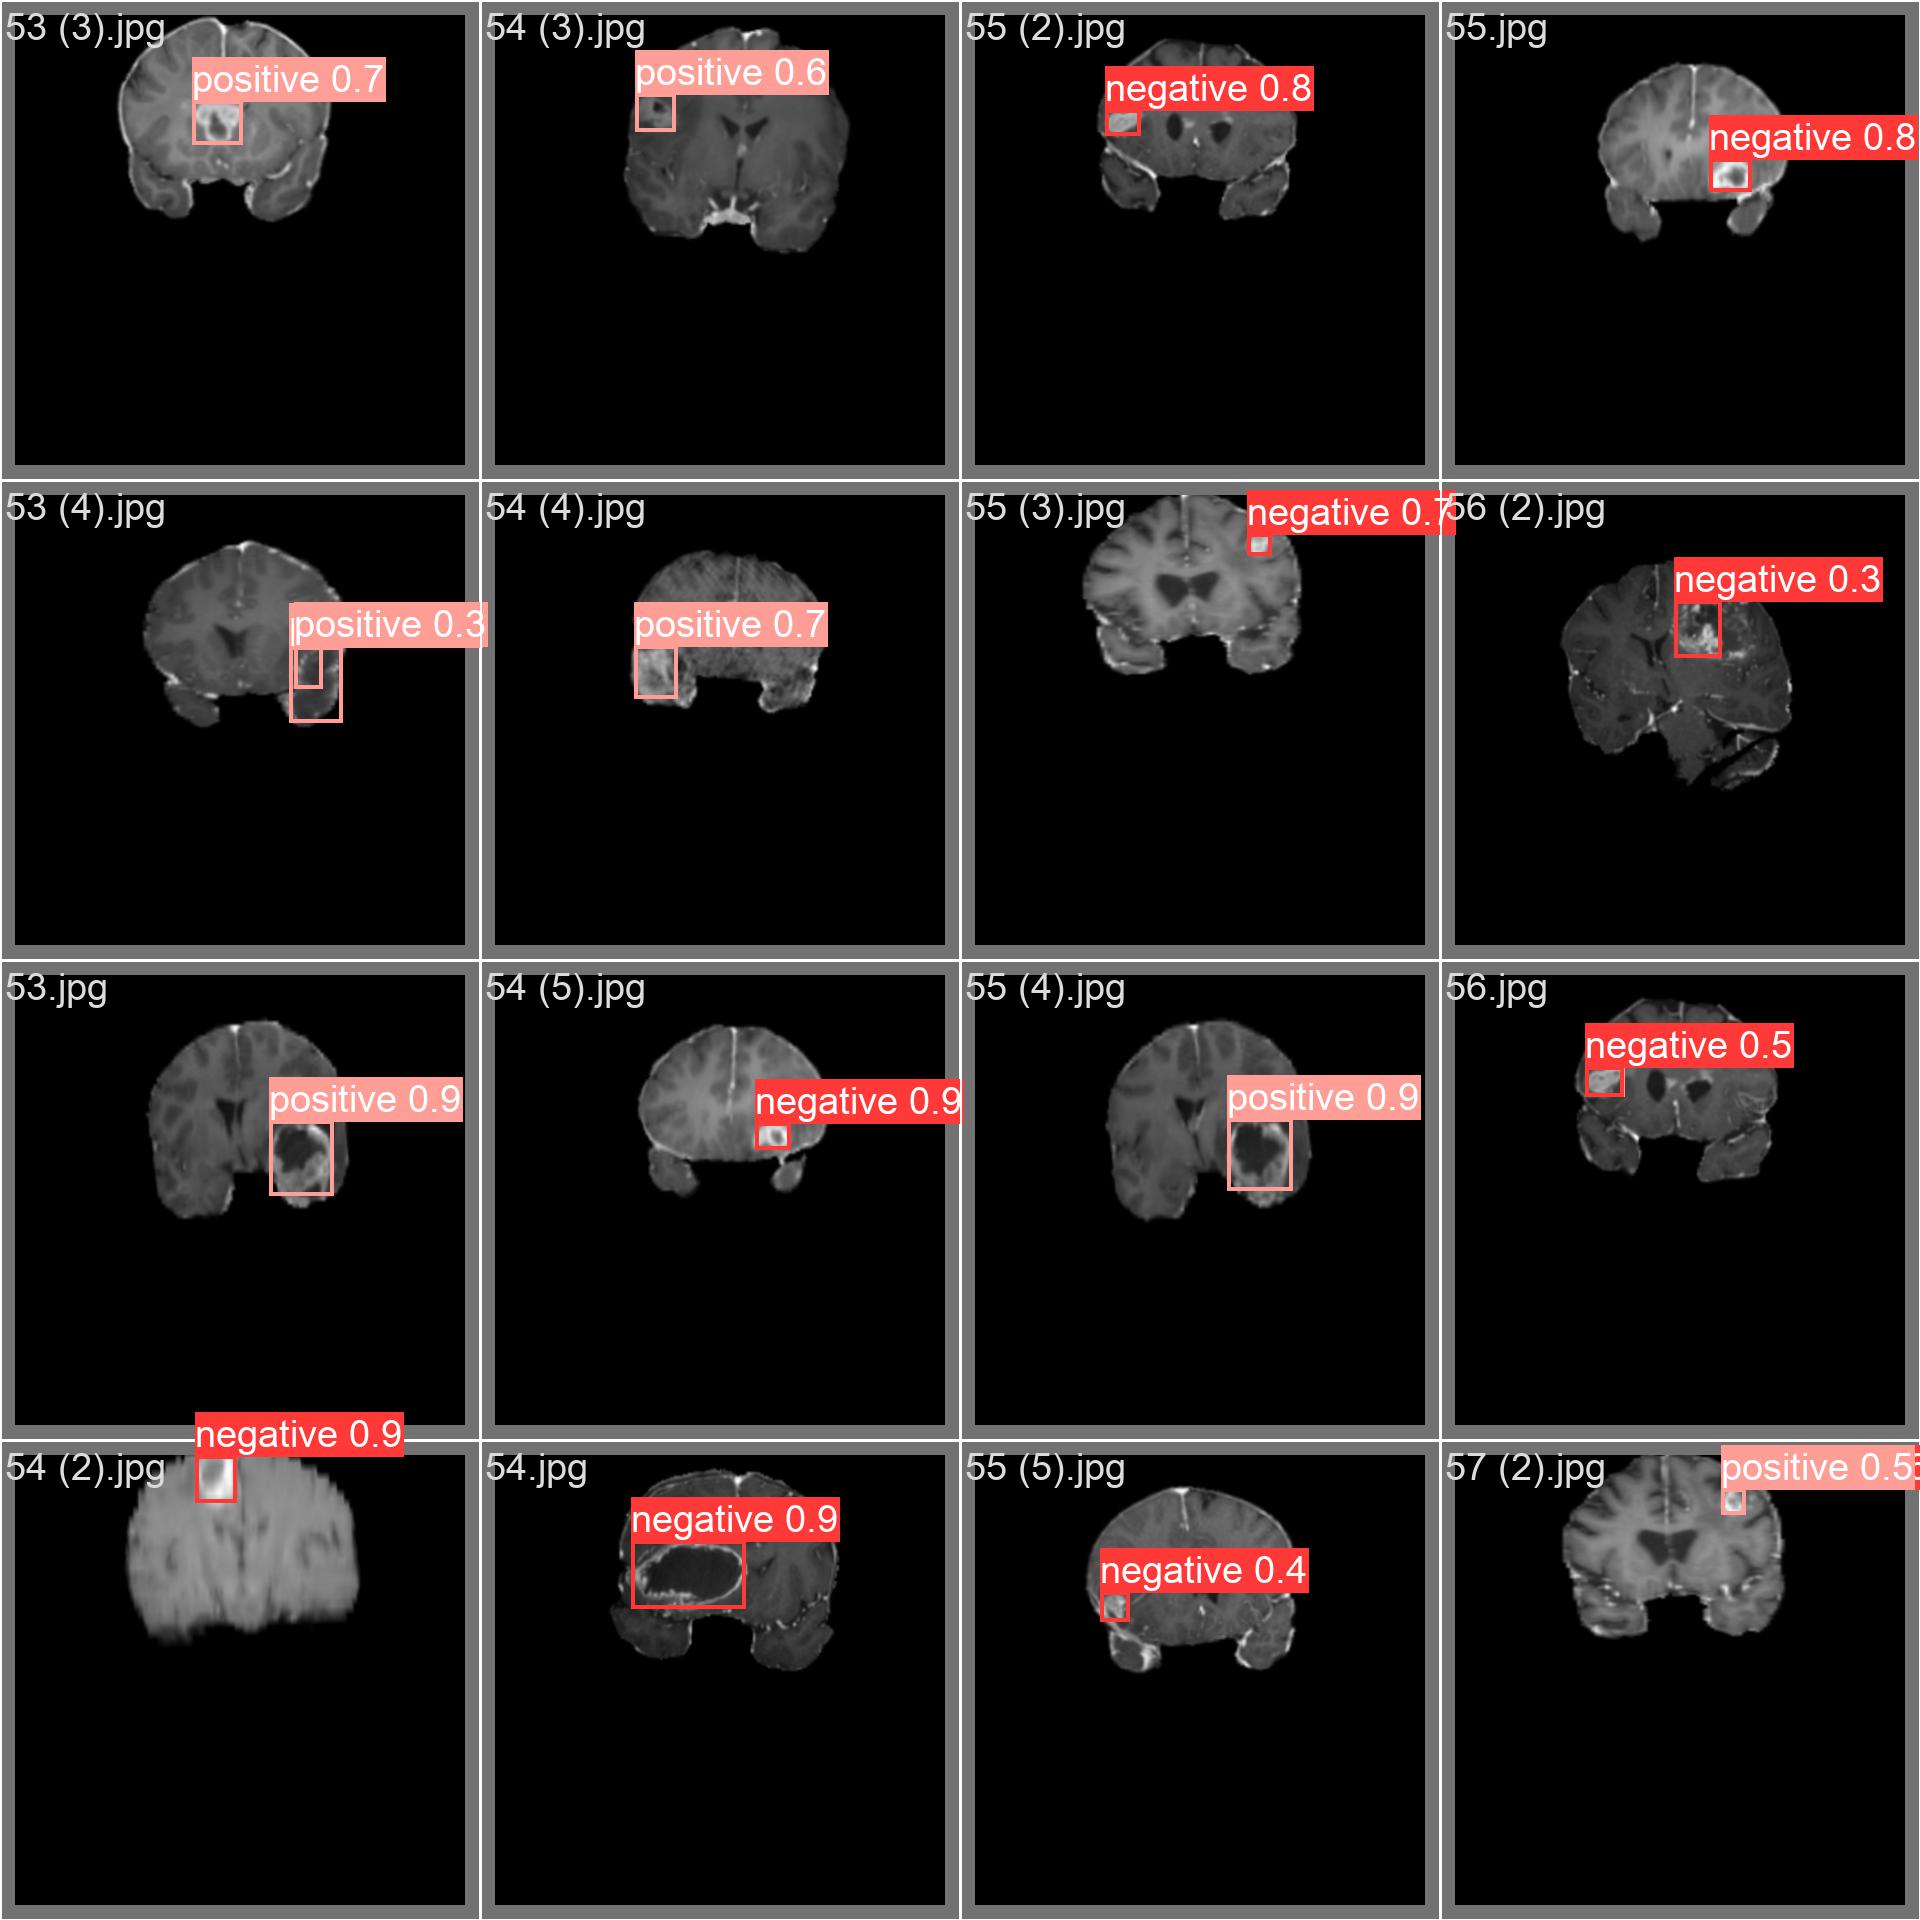 53 (3).jpg
positive 0.7
54 (3).jpg
positive 0.6
55 (2).jpg
negative 0.8
55.jpg
negative 0.8
53 (4).jpg
positive 0.3
54 (4).jpg
positive 0.7
55 (3).jpg
negative 0.7
56 (2).jpg
negative 0.3
53.jpg
positive 0.9
54 (5).jpg
negative 0.9
55 (4).jpg
positive 0.9
56.jpg
negative 0.5
54 (2).jpg
negative 0.9
54.jpg
negative 0.9
55 (5).jpg
negative 0.4
57 (2).jpg
positive 0.5